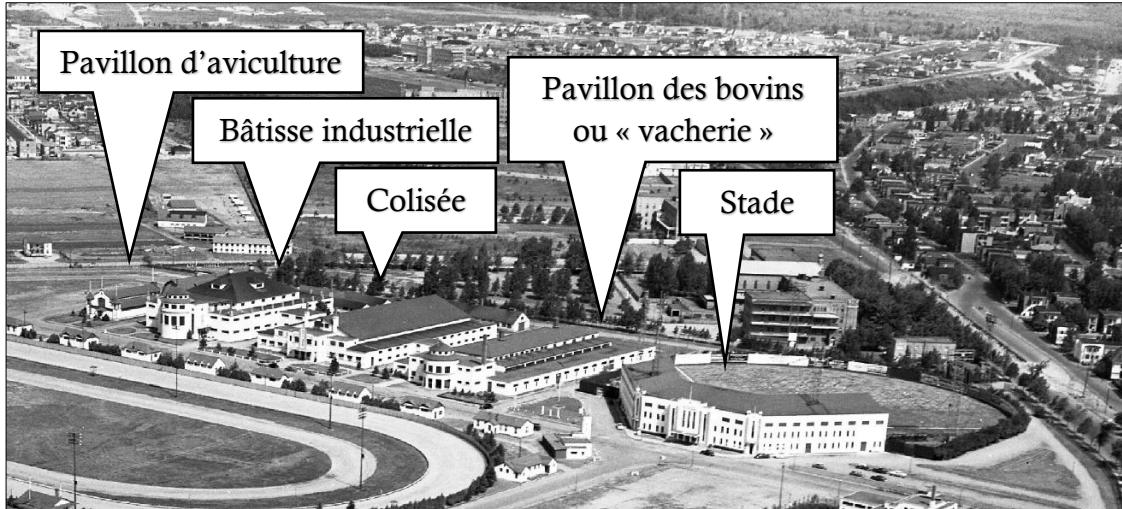 Pavillon d’aviculture
Bâtisse industrielle
Colisée
Pavillon des bovins
ou « vacherie »
Stade